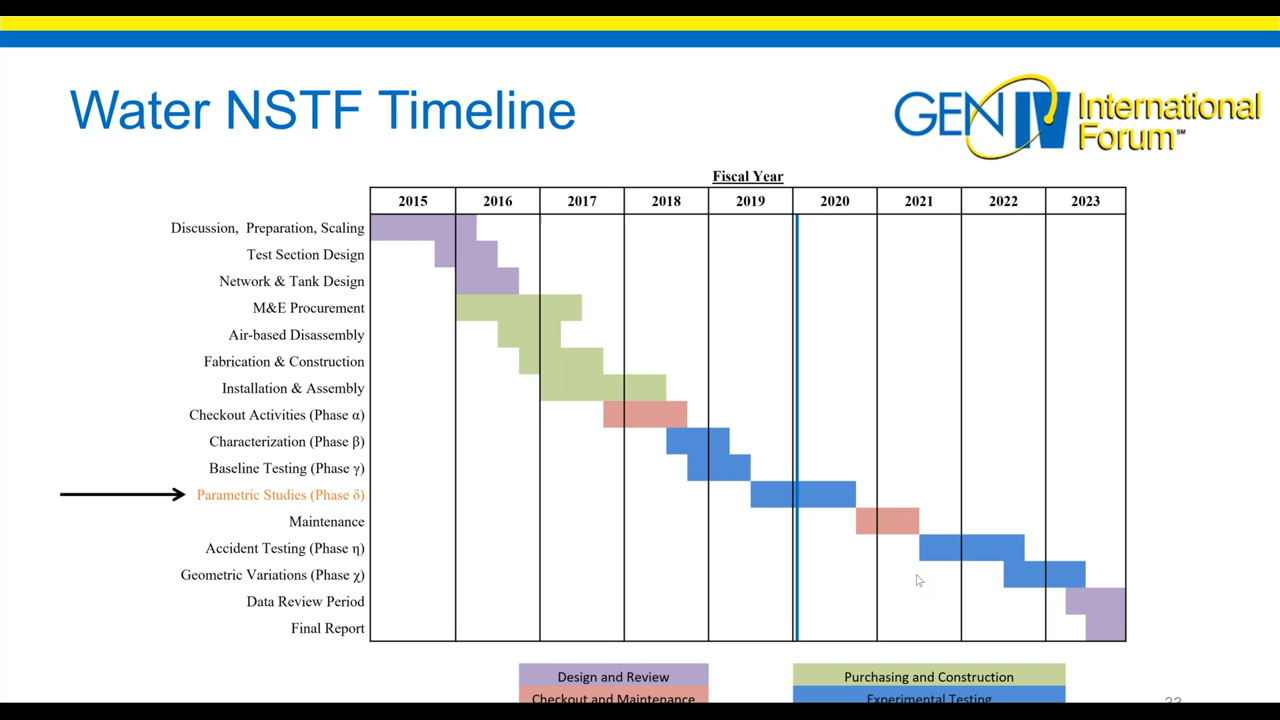 Water NSTF Timeline
GEN IV International Forum℠
Fiscal Year
2015 2016 2017 2018 2019 2020 2021 2022 2023
Discussion, Preparation, Scaling
Test Section Design
Network & Tank Design
M&E Procurement
Air-based Disassembly
Fabrication & Construction
Installation & Assembly
Checkout Activities (Phase α)
Characterization (Phase β)
Baseline Testing (Phase γ)
Parametric Studies (Phase δ)
Maintenance
Accident Testing (Phase η)
Geometric Variations (Phase χ)
Data Review Period
Final Report
Design and Review Purchasing and Construction
Checkout and Maintenance Experimental Testing